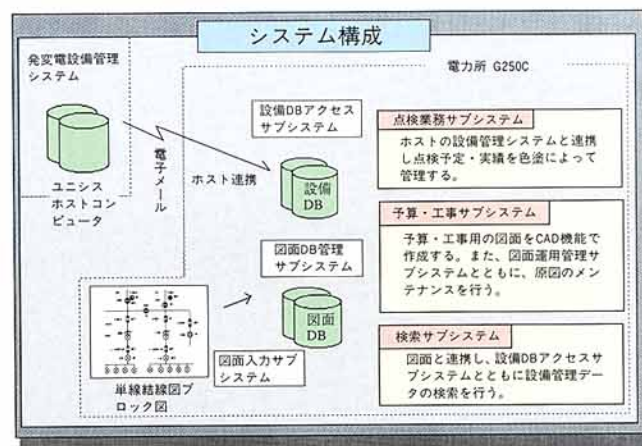 システム構成
発変電設備管理
システム
ユニシス
ホストコン
ピュータ
電子メール
ホスト連携
電力所 G250C
設備DBアクセス
サブシステム
設備
DB
図面DB管理
サブシステム
図面
DB
図面入力サブ
システム
単線結線図ブ
ロック図
点検業務サブシステム
ホストの設備管理システムと連携
し点検予定・実績を色塗によって
管理する。
予算・工事サブシステム
予算・工事用の図面をCAD機能で
作成する。また、図面運用管理
サブシステムとともに、原図のメン
テナンスを行う。
検索サブシステム
図面と連携し、設備DBアクセスサ
ブシステムとともに設備管理デー
タの検索を行う。